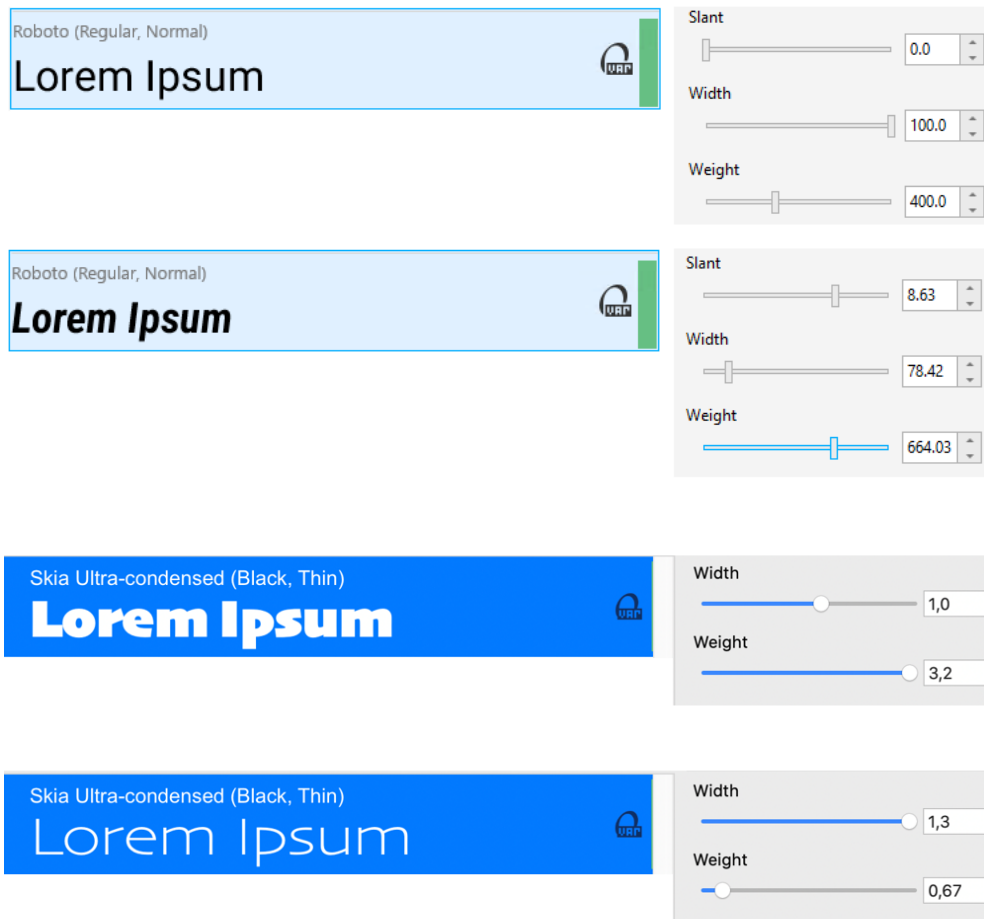 Roboto (Regular, Normal)
Lorem Ipsum
VAR
Slant
0.0
Width
100.0
Weight
400.0
Roboto (Regular, Normal)
Lorem Ipsum
VAR
Slant
8.63
Width
78.42
Weight
664.03
Skia Ultra-condensed (Black, Thin)
Lorem Ipsum
VAR
Width
1,0
Weight
3,2
Skia Ultra-condensed (Black, Thin)
Lorem Ipsum
VAR
Width
1,3
Weight
0,67